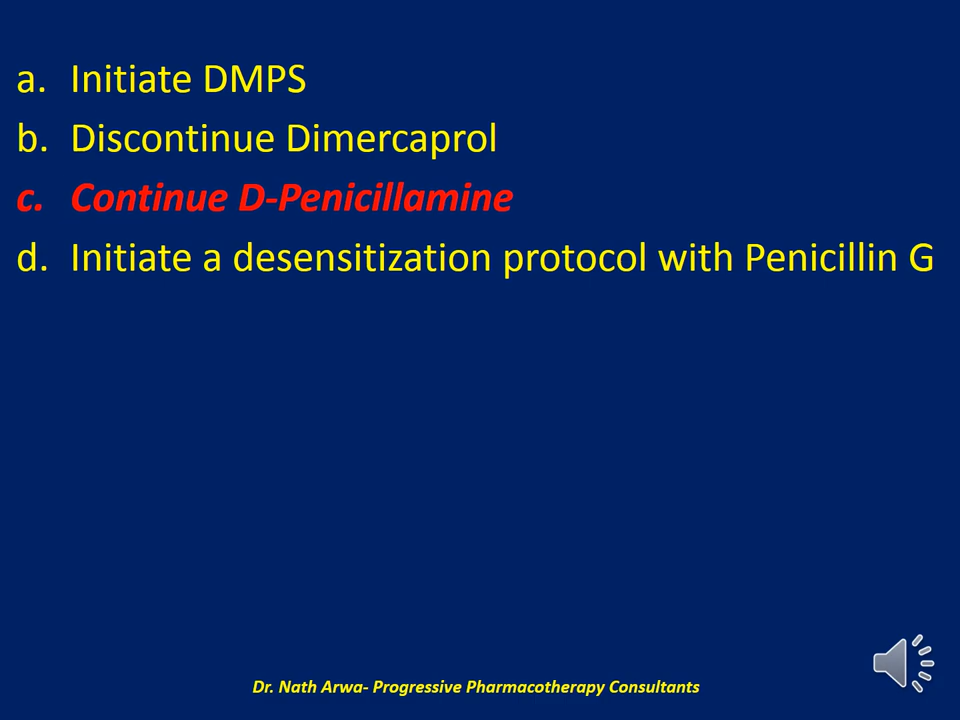 a. Initiate DMPS
b. Discontinue Dimercaprol
c. Continue D-Penicillamine
d. Initiate a desensitization protocol with Penicillin G
Dr. Nath Arwa- Progressive Pharmacotherapy Consultants